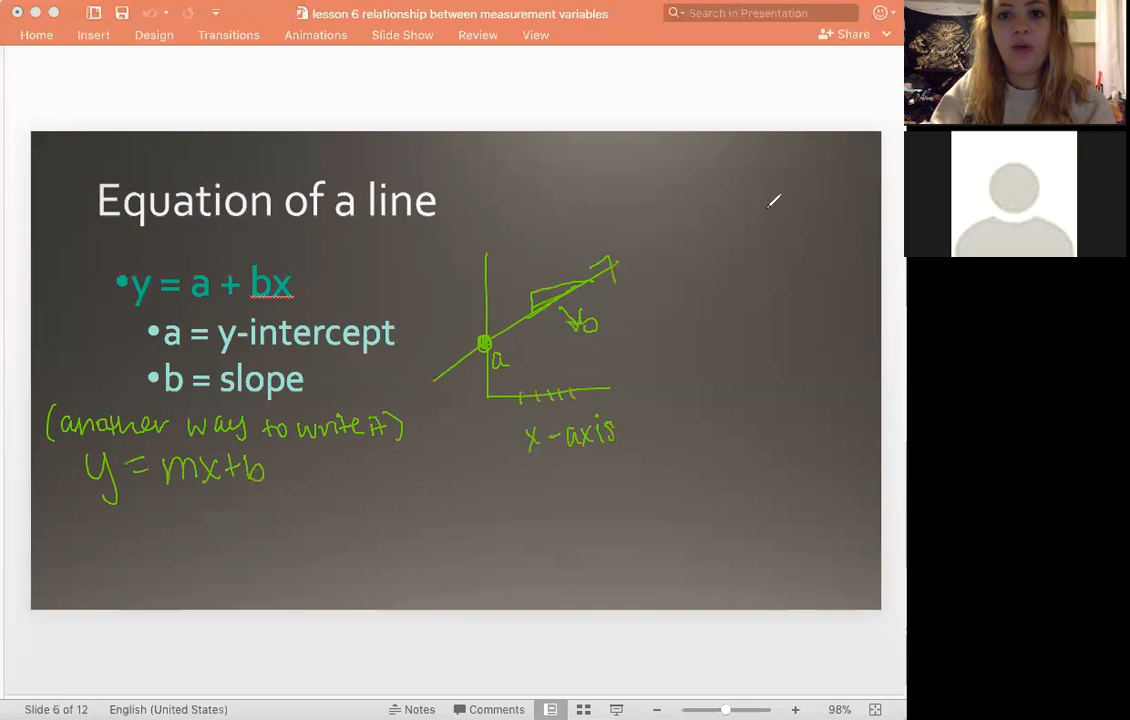 lesson 6 relationship between measurement variables
Search in Presentation
Home Insert Design Transitions Animations Slide Show Review View
Share
Equation of a line
•y = a + bx
•a = y-intercept
•b = slope
(another way to write it)
y = mx+b
b
a
x-axis
Slide 6 of 12 English (United States) Notes Comments 98%